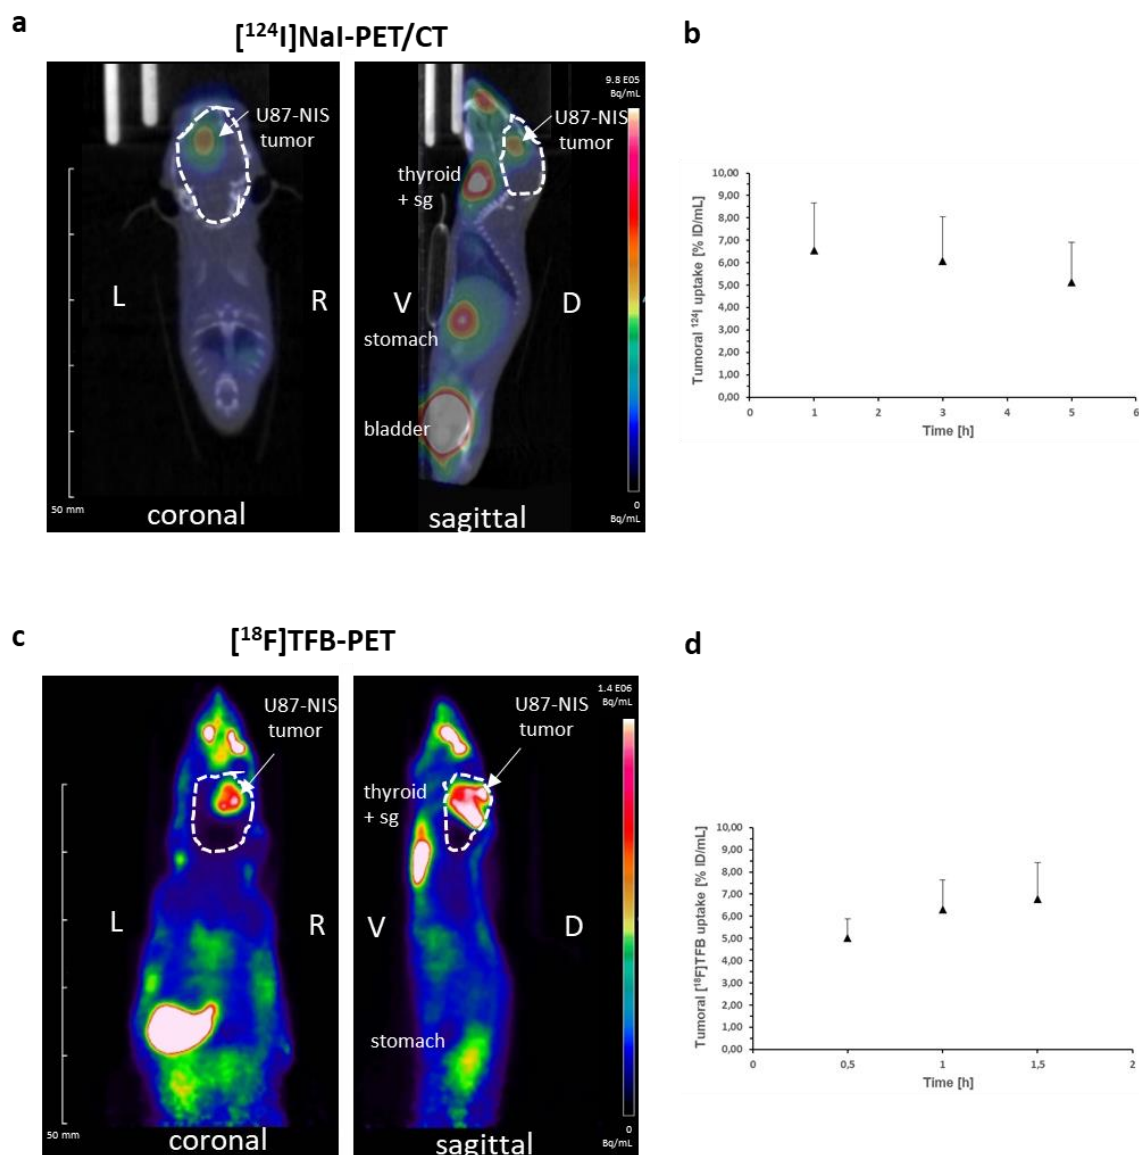 a
[¹²⁴I]NaI-PET/CT
U87-NIS
tumor
L
R
50 mm
coronal
9.8 E05
Bq/mL
U87-NIS
tumor
thyroid
+ sg
V
D
stomach
bladder
0
Bq/mL
sagittal
b
Tumoral ¹²⁴I uptake [% ID/mL]
10,00
9,00
8,00
7,00
6,00
5,00
4,00
3,00
2,00
1,00
0,00
0 1 2 3 4 5 6
Time [h]
c
[¹⁸F]TFB-PET
U87-NIS
tumor
L
R
50 mm
coronal
1.4 E06
Bq/mL
U87-NIS
tumor
thyroid
+ sg
V
D
stomach
0
Bq/mL
sagittal
d
Tumoral [¹⁸F]TFB uptake [% ID/mL]
10,00
9,00
8,00
7,00
6,00
5,00
4,00
3,00
2,00
1,00
0,00
0 0,5 1 1,5 2
Time [h]